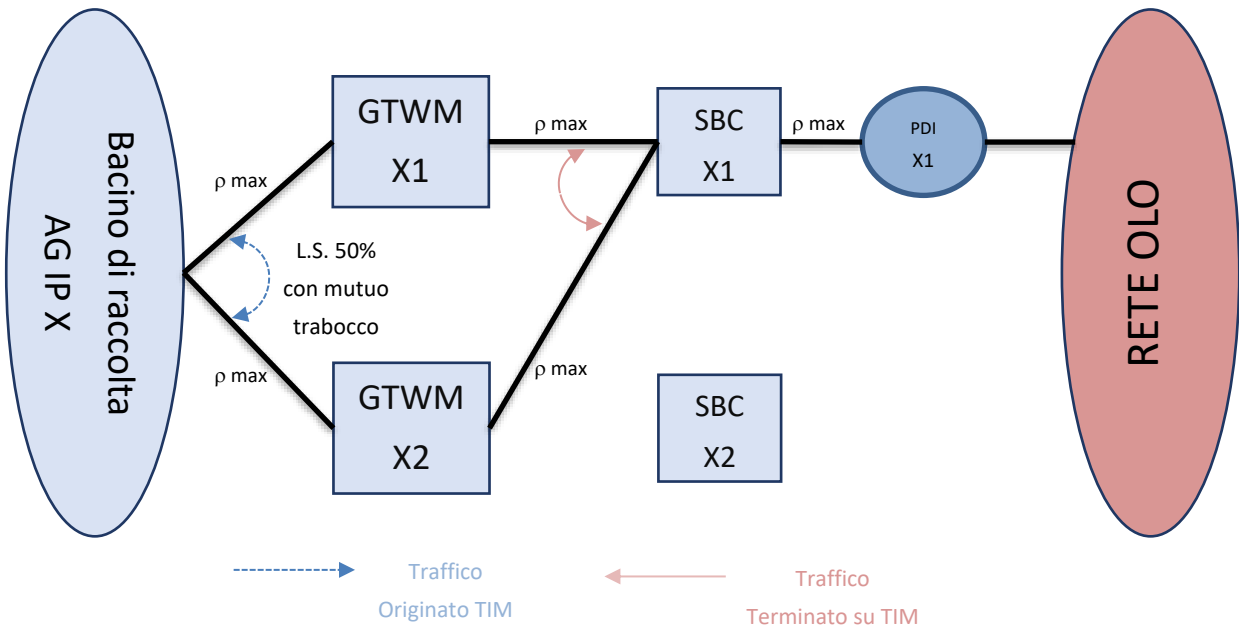 Bacino di raccolta
AG IP X
GTWM
X1
ρ max
SBC
X1
ρ max
PDI
X1
RETE OLO
ρ max
L.S. 50%
con mutuo
trabocco
ρ max
GTWM
X2
ρ max
SBC
X2
Traffico
Originato TIM
Traffico
Terminato su TIM